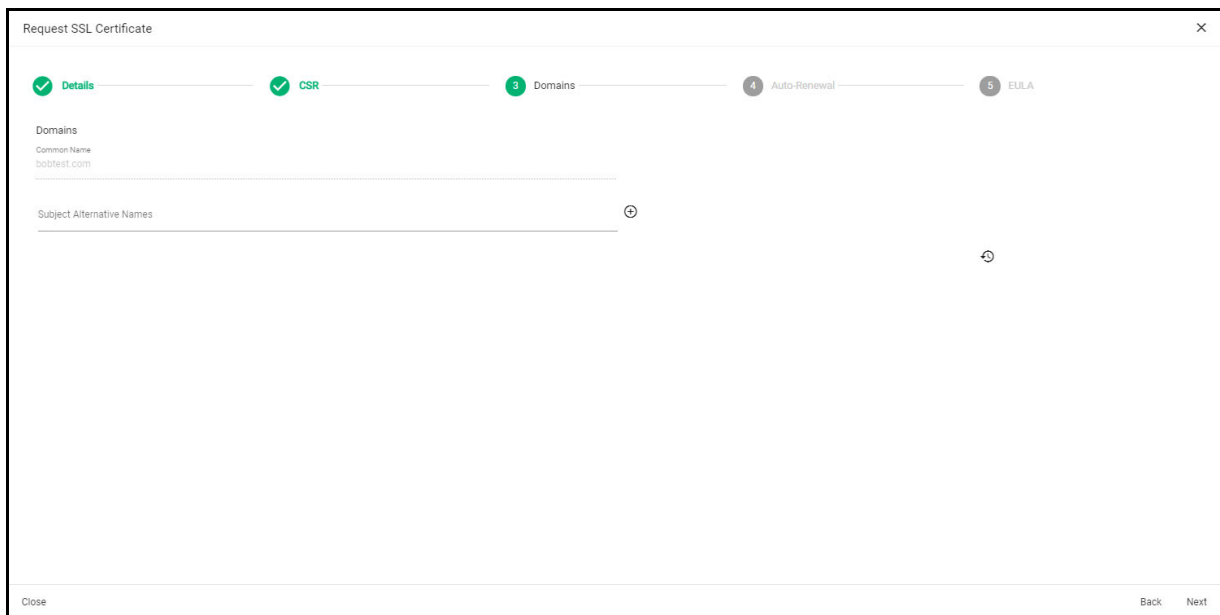 Request SSL Certificate
Details CSR 3 Domains 4 Auto-Renewal 5 EULA
Domains
Common Name
bobtest.com
Subject Alternative Names
Close Back Next